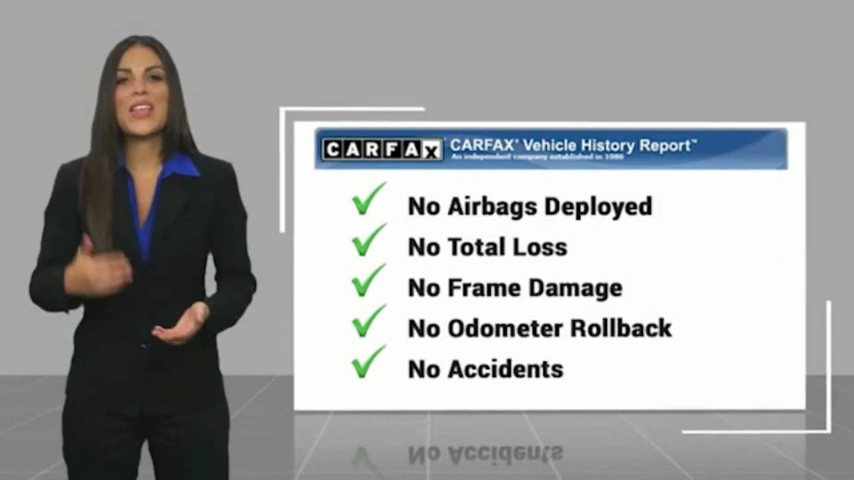 CARFAX CARFAX® Vehicle History Report™
An independent company established in 1986
No Airbags Deployed
No Total Loss
No Frame Damage
No Odometer Rollback
No Accidents
No Accidents